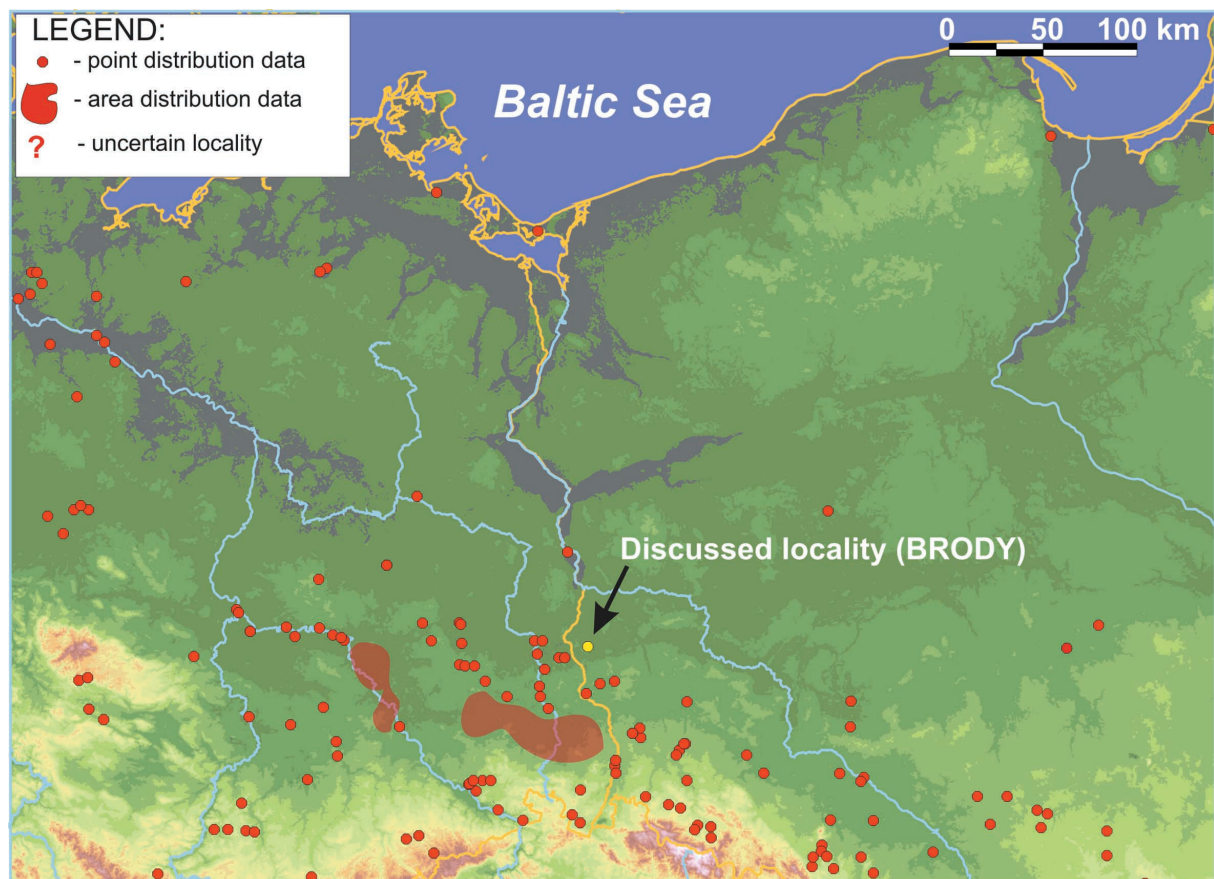 LEGEND:
- point distribution data
- area distribution data
? - uncertain locality
0 50 100 km
Baltic Sea
Discussed locality (BRODY)